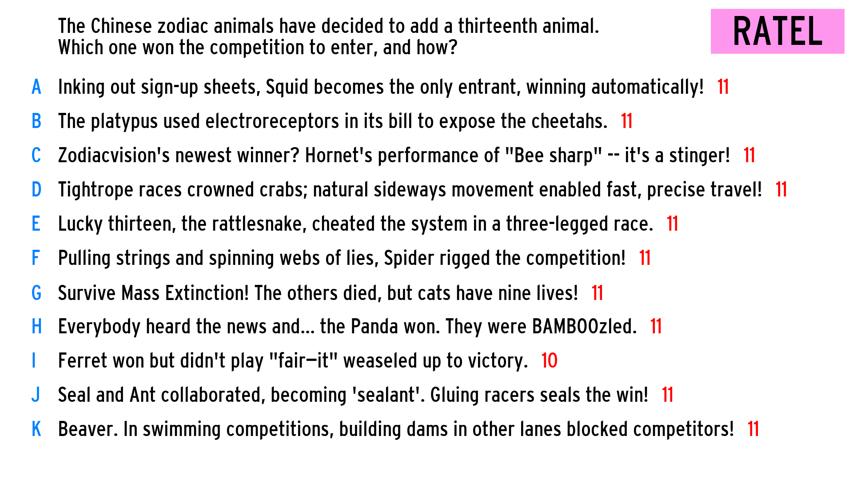 The Chinese zodiac animals have decided to add a thirteenth animal.
Which one won the competition to enter, and how?
RATEL
A Inking out sign-up sheets, Squid becomes the only entrant, winning automatically! 11
B The platypus used electroreceptors in its bill to expose the cheetahs. 11
C Zodiacvision's newest winner? Hornet's performance of "Bee sharp" -- it's a stinger! 11
D Tightrope races crowned crabs; natural sideways movement enabled fast, precise travel! 11
E Lucky thirteen, the rattlesnake, cheated the system in a three-legged race. 11
F Pulling strings and spinning webs of lies, Spider rigged the competition! 11
G Survive Mass Extinction! The others died, but cats have nine lives! 11
H Everybody heard the news and... the Panda won. They were BAMBOOzled. 11
I Ferret won but didn't play "fair—it" weaseled up to victory. 10
J Seal and Ant collaborated, becoming 'sealant'. Gluing racers seals the win! 11
K Beaver. In swimming competitions, building dams in other lanes blocked competitors! 11